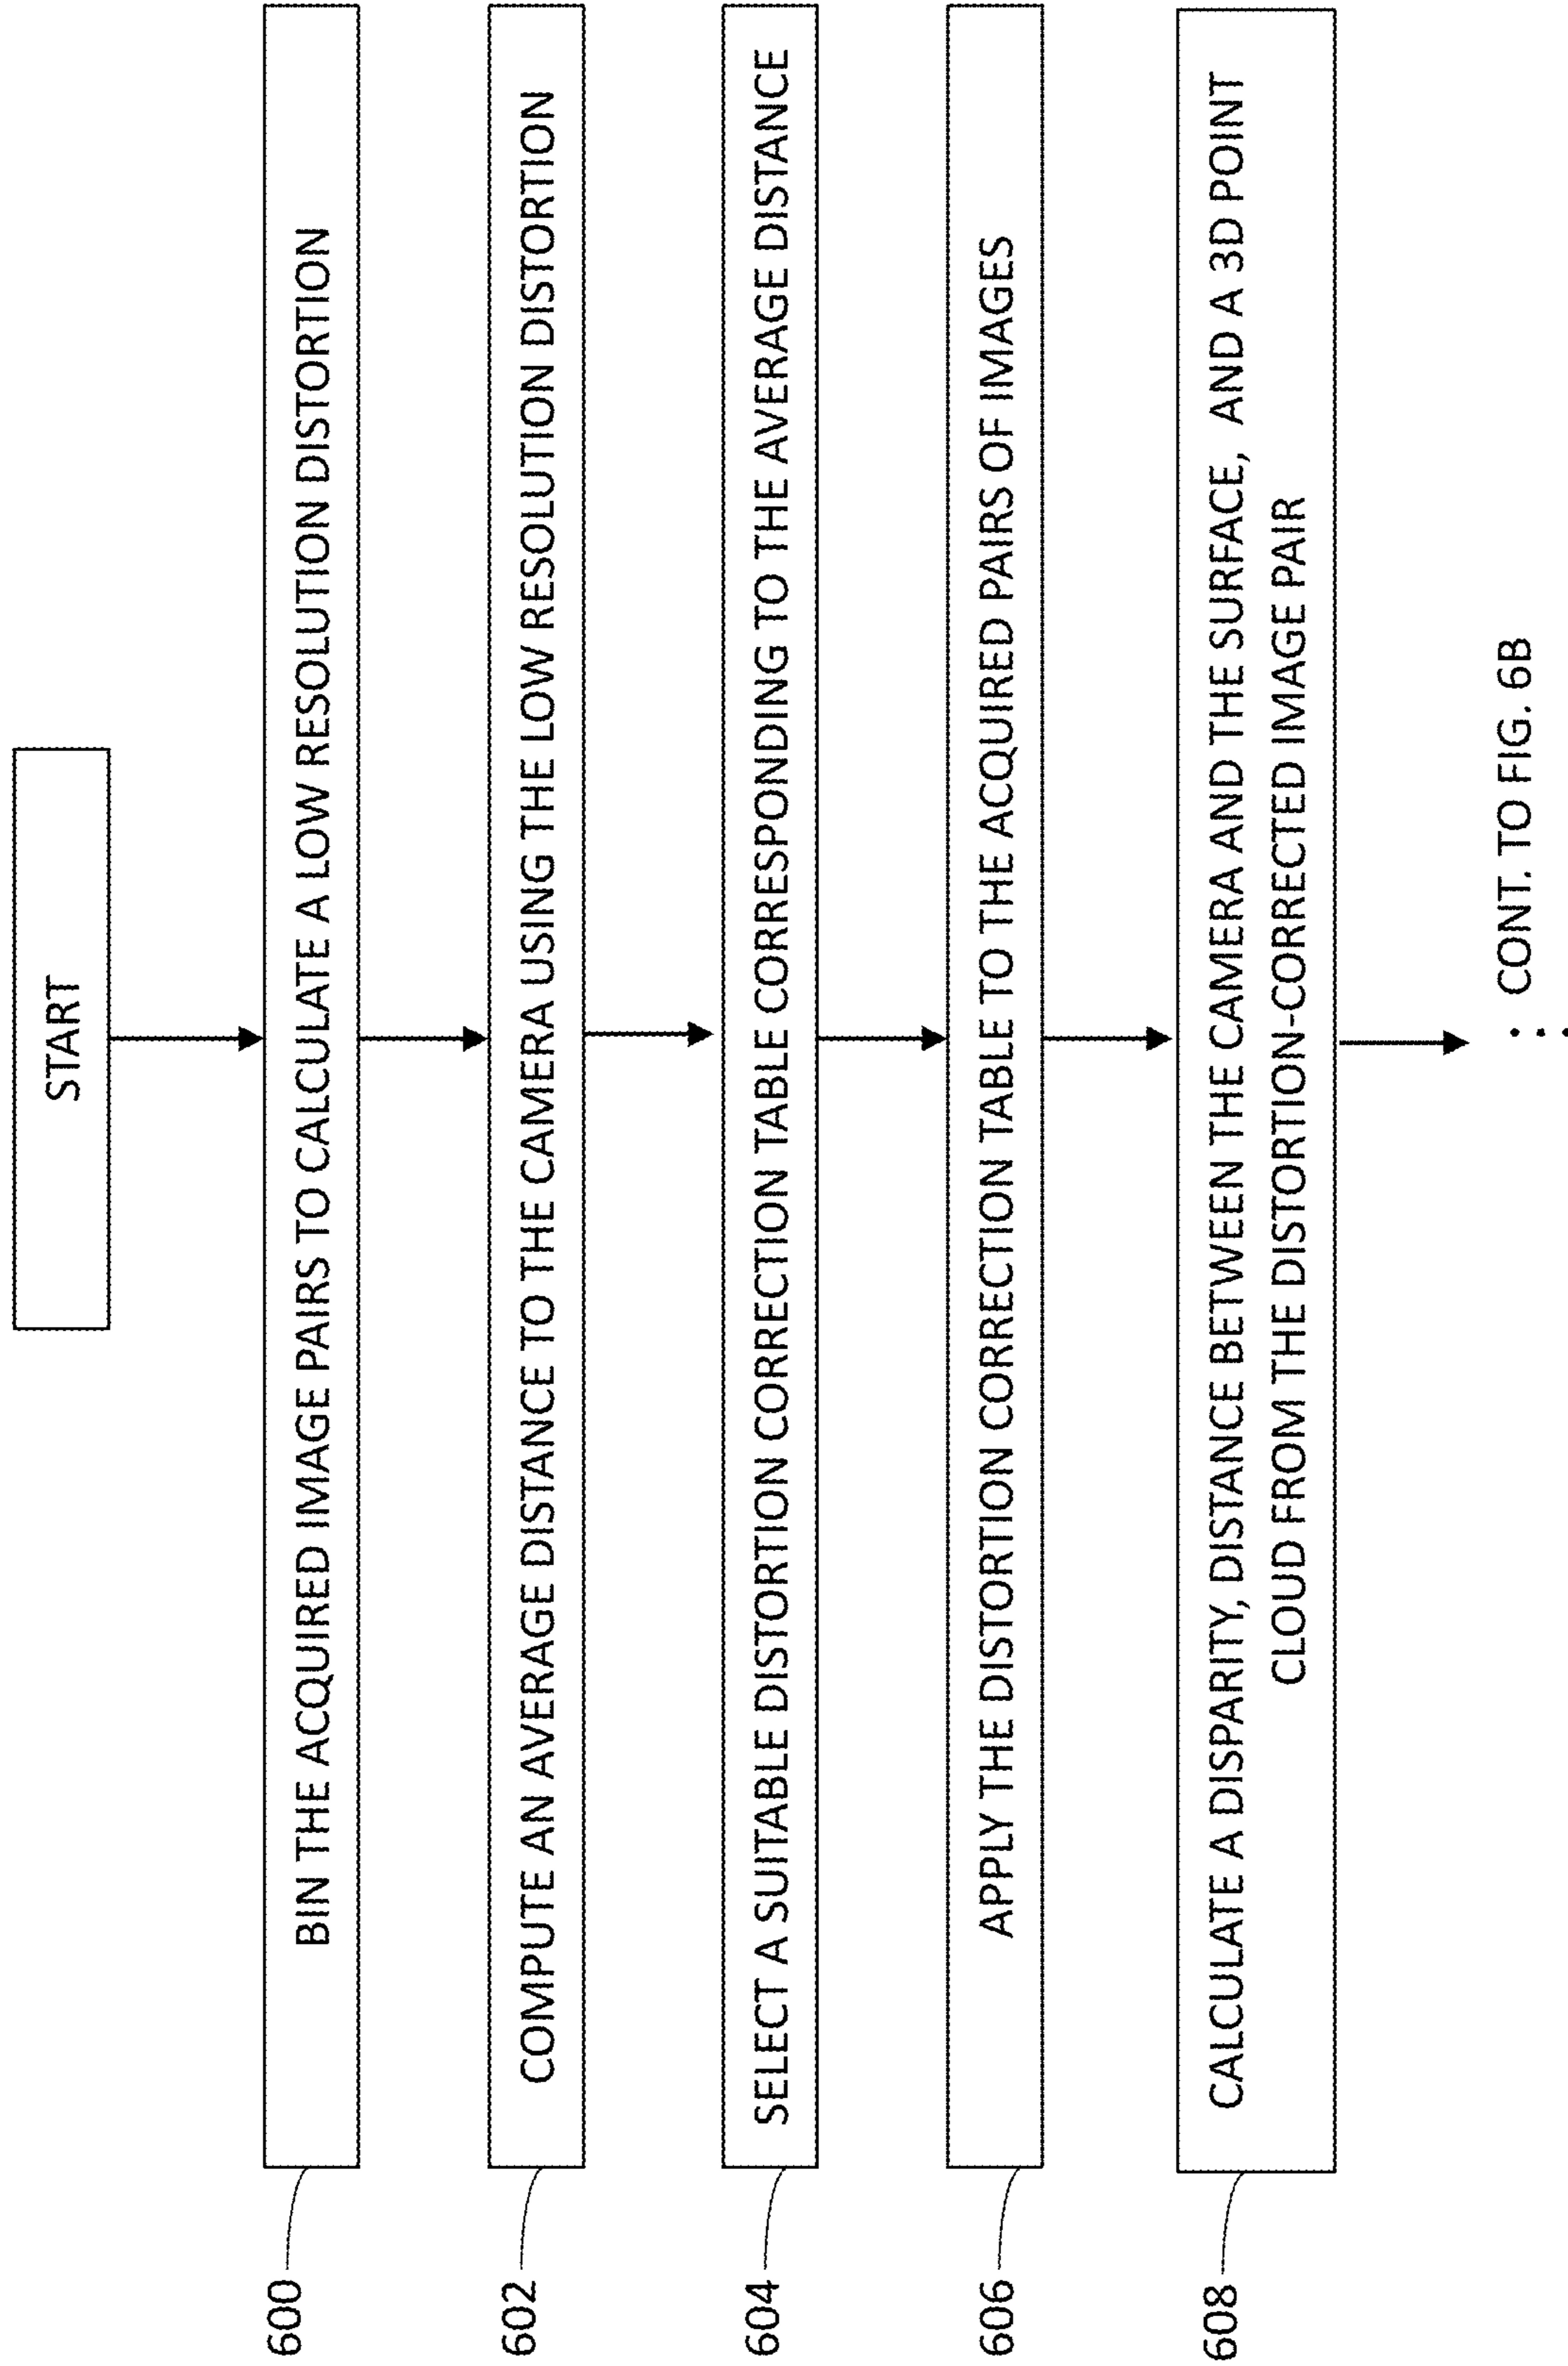 START
600
BIN THE ACQUIRED IMAGE PAIRS TO CALCULATE A LOW RESOLUTION DISTORTION
602
COMPUTE AN AVERAGE DISTANCE TO THE CAMERA USING THE LOW RESOLUTION DISTORTION
604
SELECT A SUITABLE DISTORTION CORRECTION TABLE CORRESPONDING TO THE AVERAGE DISTANCE
606
APPLY THE DISTORTION CORRECTION TABLE TO THE ACQUIRED PAIRS OF IMAGES
608
CALCULATE A DISPARITY, DISTANCE BETWEEN THE CAMERA AND THE SURFACE, AND A 3D POINT
CLOUD FROM THE DISTORTION-CORRECTED IMAGE PAIR
CONT. TO FIG. 6B